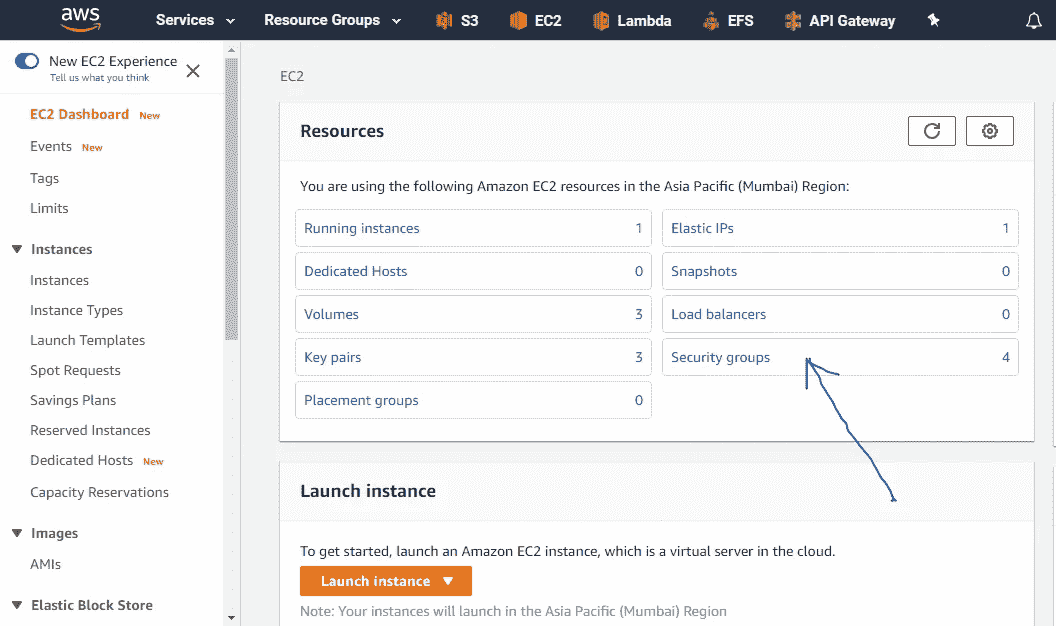 aws
Services
Resource Groups
S3
EC2
Lambda
EFS
API Gateway
New EC2 Experience
Tell us what you think
EC2 Dashboard New
Events New
Tags
Limits
Instances
Instances
Instance Types
Launch Templates
Spot Requests
Savings Plans
Reserved Instances
Dedicated Hosts New
Capacity Reservations
Images
AMIs
Elastic Block Store
EC2
Resources
You are using the following Amazon EC2 resources in the Asia Pacific (Mumbai) Region:
Running instances 1
Elastic IPs 1
Dedicated Hosts 0
Snapshots 0
Volumes 3
Load balancers 0
Key pairs 3
Security groups 4
Placement groups 0
Launch instance
To get started, launch an Amazon EC2 instance, which is a virtual server in the cloud.
Launch instance
Note: Your instances will launch in the Asia Pacific (Mumbai) Region